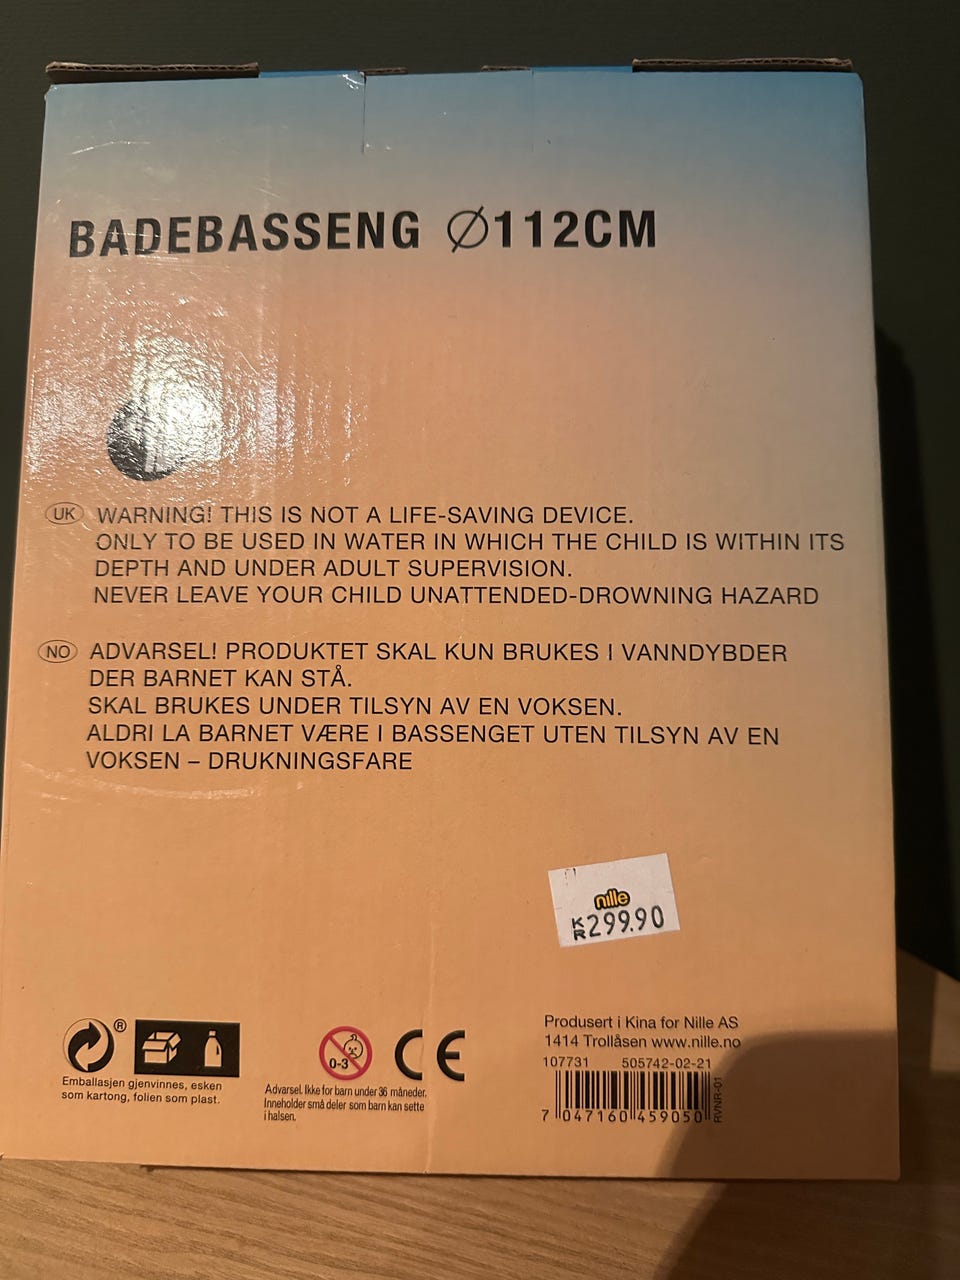 BADEBASSENG Ø112CM
UK WARNING! THIS IS NOT A LIFE-SAVING DEVICE.
ONLY TO BE USED IN WATER IN WHICH THE CHILD IS WITHIN ITS
DEPTH AND UNDER ADULT SUPERVISION.
NEVER LEAVE YOUR CHILD UNATTENDED-DROWNING HAZARD
NO ADVARSEL! PRODUKTET SKAL KUN BRUKES I VANNDYBDER
DER BARNET KAN STÅ.
SKAL BRUKES UNDER TILSYN AV EN VOKSEN.
ALDRI LA BARNET VÆRE I BASSENGET UTEN TILSYN AV EN
VOKSEN – DRUKNINGSFARE
nille
KR 299.90
®
Emballasjen gjenvinnes, esken
som kartong, folien som plast.
0-3
Advarsel. Ikke for barn under 36 måneder.
Inneholder små deler som barn kan sette
i halsen.
CE
Produsert i Kina for Nille AS
1414 Trollåsen www.nille.no
107731 505742-02-21
7 047160 459050
RVNR-01